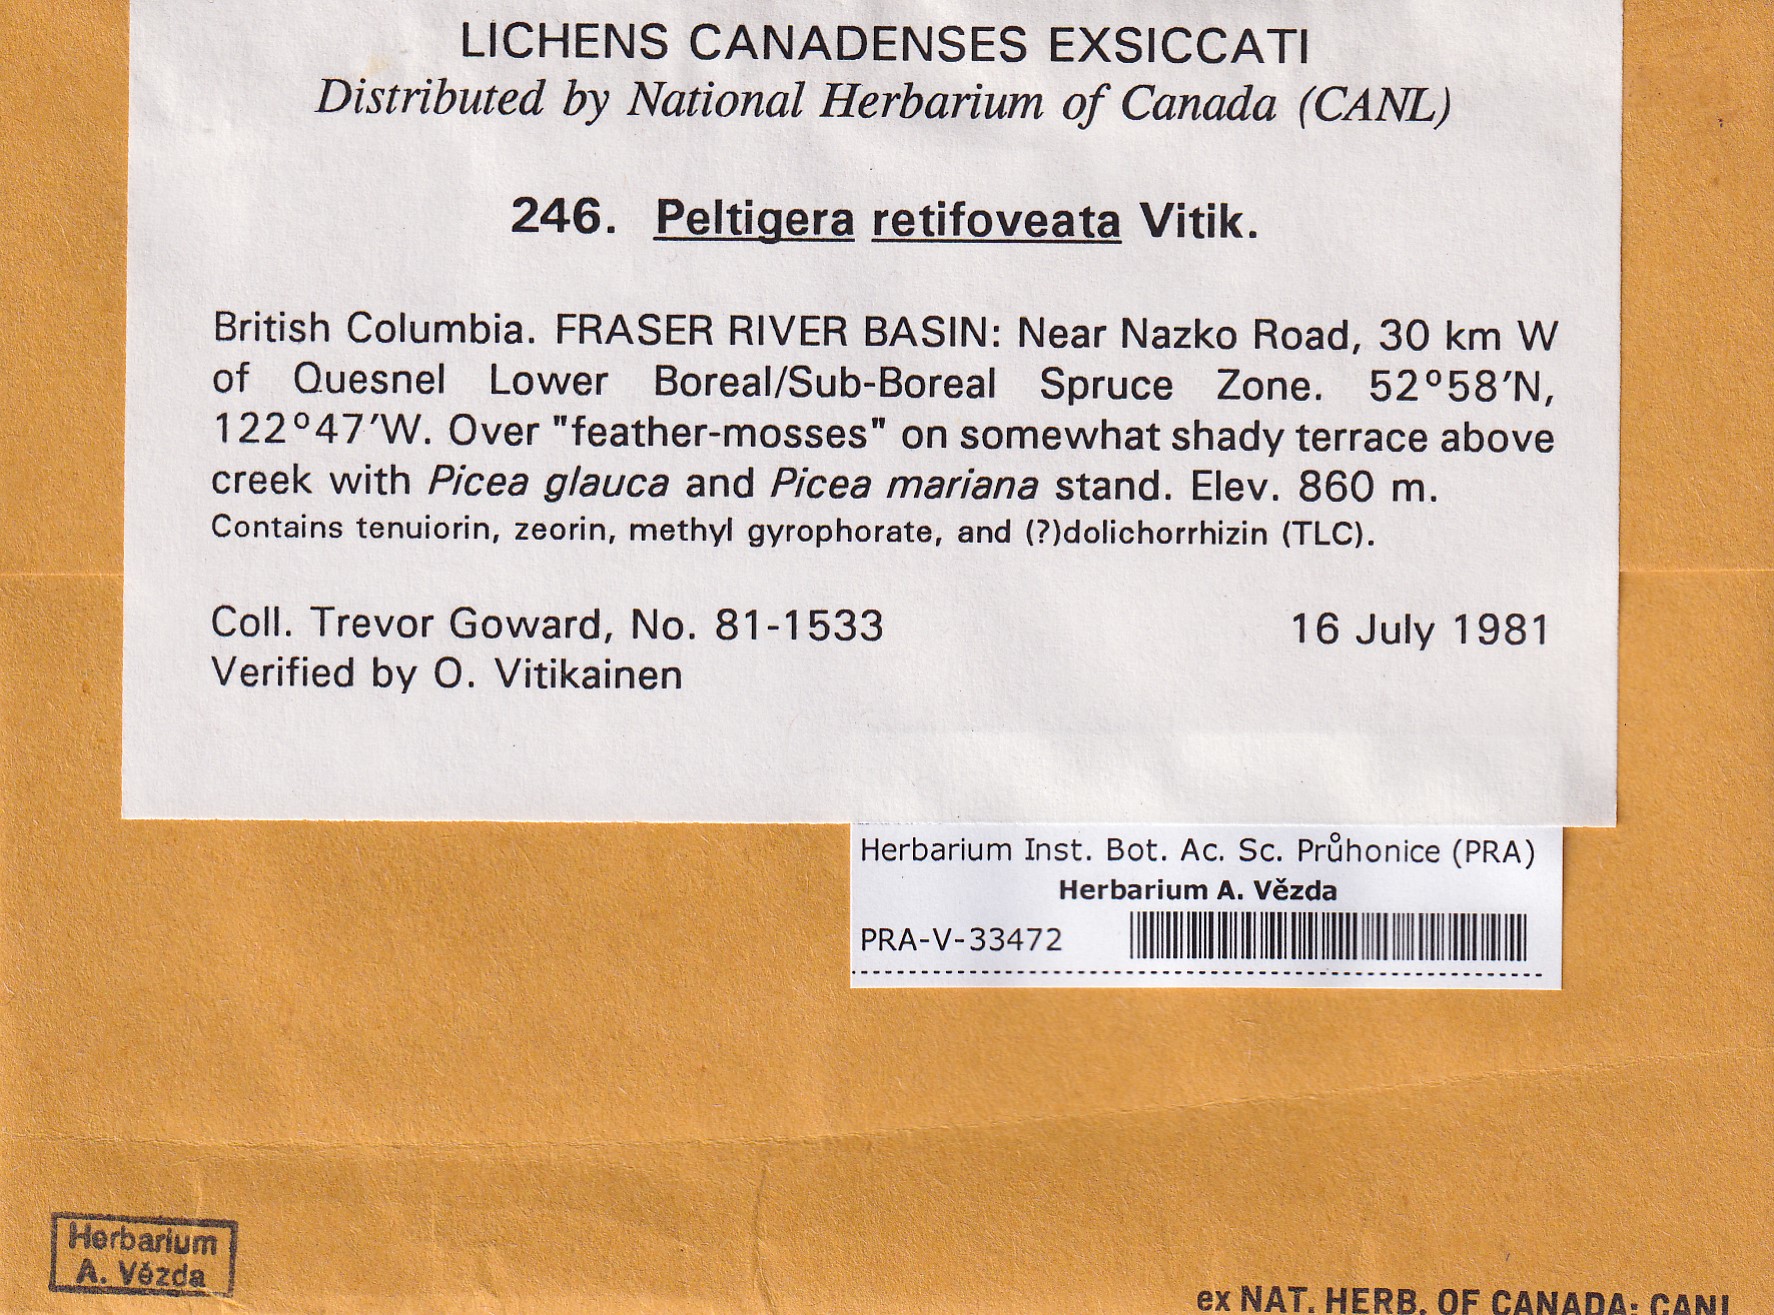 LICHENS CANADENSES EXSICCATI
Distributed by National Herbarium of Canada (CANL)
246. Peltigera retifoveata Vitik.
British Columbia. FRASER RIVER BASIN: Near Nazko Road, 30 km W
of Quesnel Lower Boreal/Sub-Boreal Spruce Zone. 52°58'N,
122°47'W. Over "feather-mosses" on somewhat shady terrace above
creek with Picea glauca and Picea mariana stand. Elev. 860 m.
Contains tenuiorin, zeorin, methyl gyrophorate, and (?)dolichorrhizin (TLC).
Coll. Trevor Goward, No. 81-1533 16 July 1981
Verified by O. Vitikainen
Herbarium Inst. Bot. Ac. Sc. Průhonice (PRA)
Herbarium A. Vězda
PRA-V-33472
Herbarium
A. Vězda
ex NAT. HERB. OF CANADA: CANL